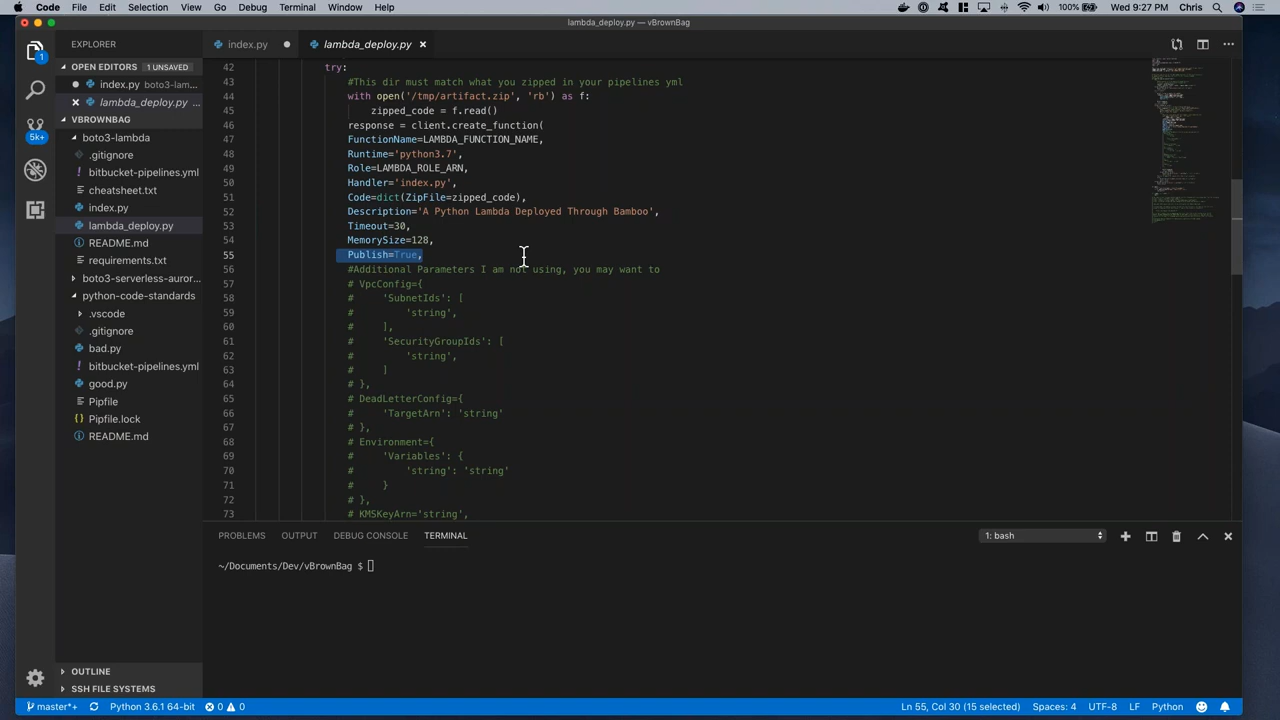 Code File Edit Selection View Go Debug Terminal Window Help 100% Wed 9:27 PM Chris
lambda_deploy.py — vBrownBag
EXPLORER
OPEN EDITORS 1 UNSAVED
index.py boto3-lam...
lambda_deploy.py ...
VBROWNBAG
boto3-lambda
.gitignore
bitbucket-pipelines.yml
cheatsheet.txt
index.py
lambda_deploy.py
README.md
requirements.txt
boto3-serverless-auror...
python-code-standards
.vscode
.gitignore
bad.py
bitbucket-pipelines.yml
good.py
Pipfile
Pipfile.lock
README.md
OUTLINE
SSH FILE SYSTEMS
1
5k+
index.py lambda_deploy.py
42 try:
43 #This dir must match what you zipped in your pipelines yml
44 with open('/tmp/artifact.zip', 'rb') as f:
45 zipped_code = f.read()
46 response = client.create_function(
47 FunctionName=LAMBDA_FUNCTION_NAME,
48 Runtime='python3.7',
49 Role=LAMBDA_ROLE_ARN,
50 Handler='index.py',
51 Code=dict(ZipFile=zipped_code),
52 Description='A Python Lambda Deployed Through Bamboo',
53 Timeout=30,
54 MemorySize=128,
55 Publish=True,
56 #Additional Parameters I am not using, you may want to
57 # VpcConfig={
58 # 'SubnetIds': [
59 # 'string',
60 # ],
61 # 'SecurityGroupIds': [
62 # 'string',
63 # ]
64 # },
65 # DeadLetterConfig={
66 # 'TargetArn': 'string'
67 # },
68 # Environment={
69 # 'Variables': {
70 # 'string': 'string'
71 # }
72 # },
73 # KMSKeyArn='string',
PROBLEMS OUTPUT DEBUG CONSOLE TERMINAL 1: bash
~/Documents/Dev/vBrownBag $
master*+ Python 3.6.1 64-bit 0 0 Ln 55, Col 30 (15 selected) Spaces: 4 UTF-8 LF Python